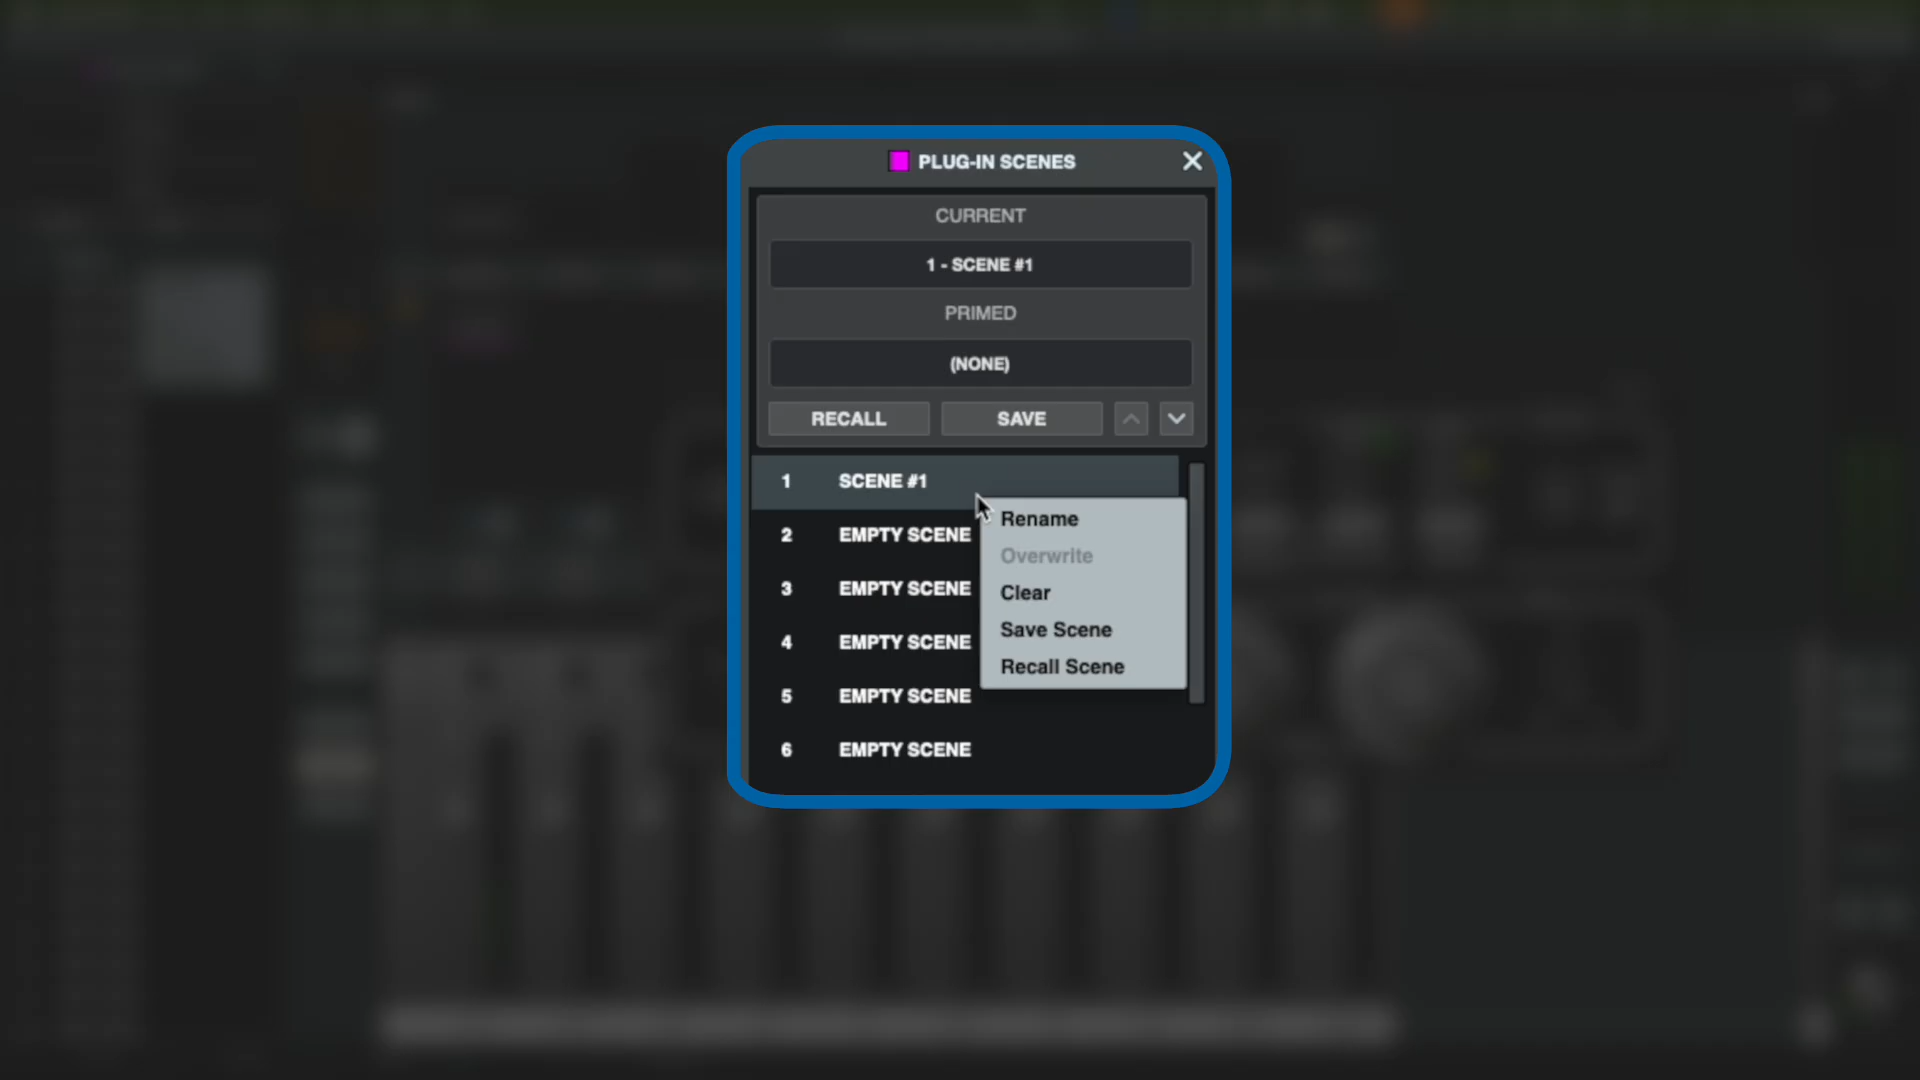 PLUG-IN SCENES
CURRENT
1 - SCENE #1
PRIMED
(NONE)
RECALL SAVE
1 SCENE #1
2 EMPTY SCENE
3 EMPTY SCENE
4 EMPTY SCENE
5 EMPTY SCENE
6 EMPTY SCENE
Rename
Overwrite
Clear
Save Scene
Recall Scene